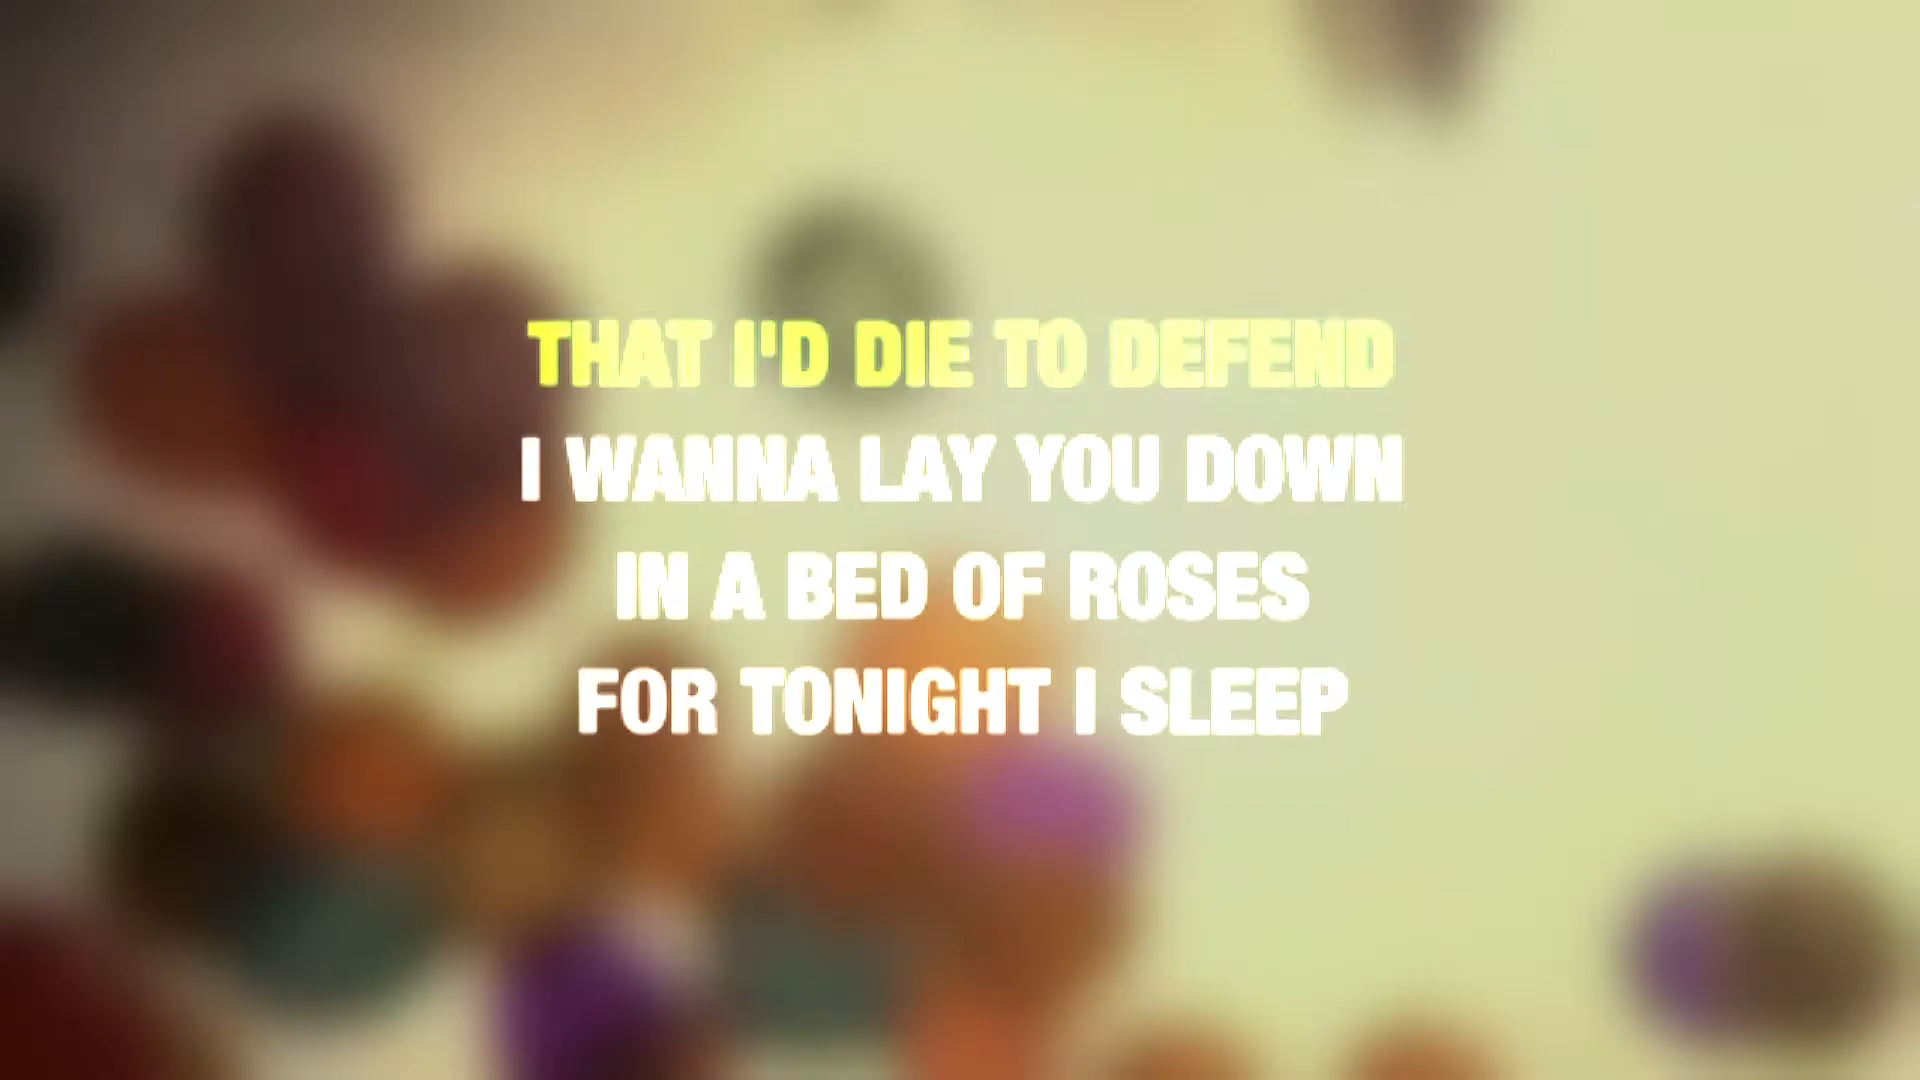 THAT I'D DIE TO DEFEND
I WANNA LAY YOU DOWN
IN A BED OF ROSES
FOR TONIGHT I SLEEP